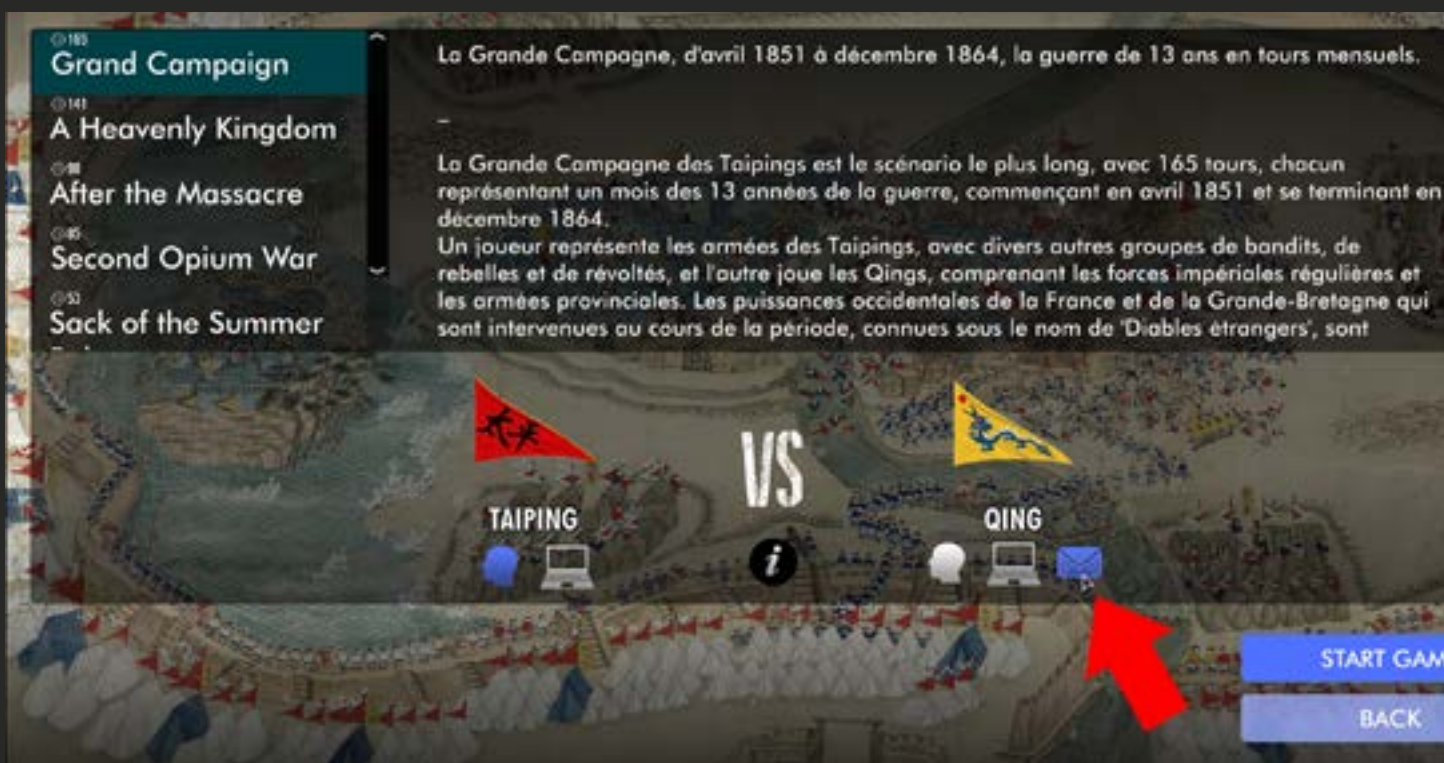 165
Grand Campaign
141
A Heavenly Kingdom
After the Massacre
85
Second Opium War
53
Sack of the Summer
La Grande Campagne, d'avril 1851 à décembre 1864, la guerre de 13 ans en tours mensuels.
–
La Grande Campagne des Taipings est le scénario le plus long, avec 165 tours, chacun
représentant un mois des 13 années de la guerre, commençant en avril 1851 et se terminant en
décembre 1864.
Un joueur représente les armées des Taipings, avec divers autres groupes de bandits, de
rebelles et de révoltés, et l'autre joue les Qings, comprenant les forces impériales régulières et
les armées provinciales. Les puissances occidentales de la France et de la Grande-Bretagne qui
sont intervenues au cours de la période, connues sous le nom de 'Diables étrangers', sont
VS
TAIPING
QING
i
START GAM
BACK